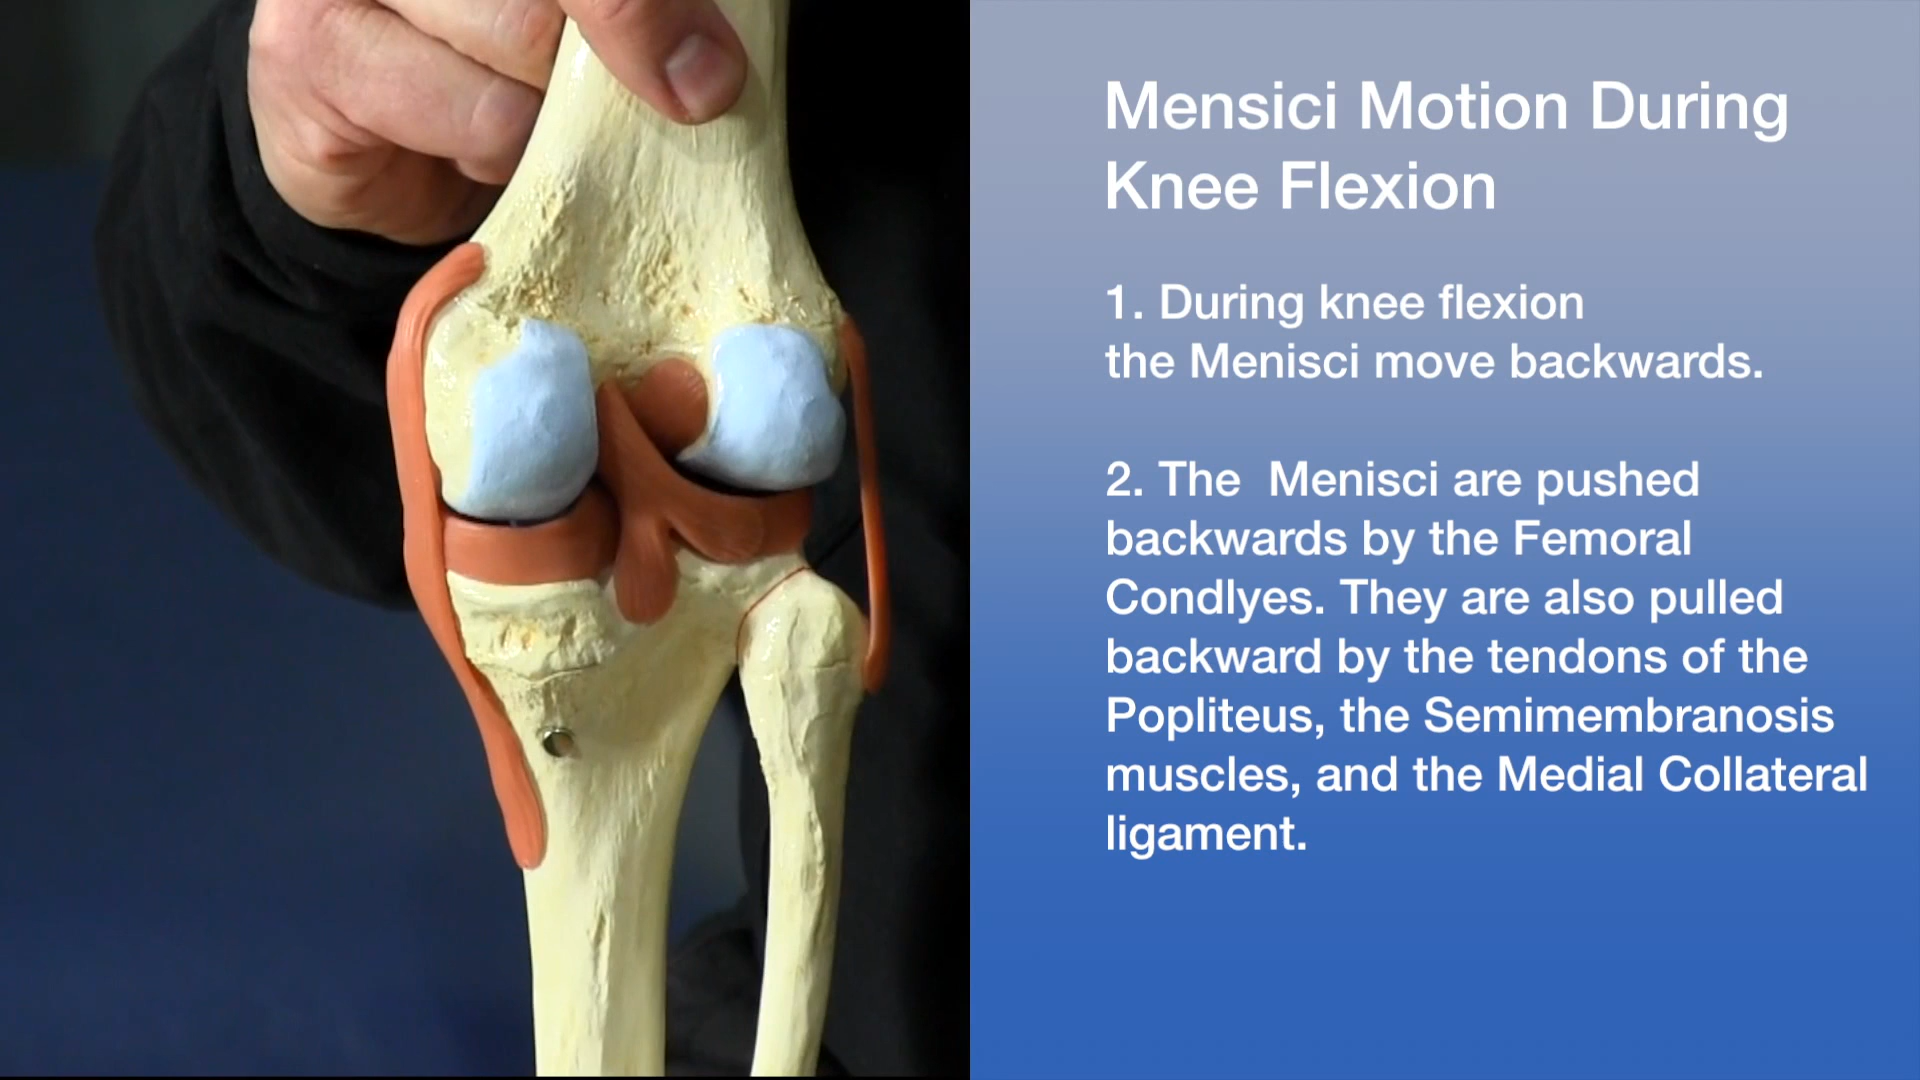 Mensici Motion During
Knee Flexion
1. During knee flexion
the Menisci move backwards.
2. The  Menisci are pushed
backwards by the Femoral
Condlyes. They are also pulled
backward by the tendons of the
Popliteus, the Semimembranosis
muscles, and the Medial Collateral
ligament.